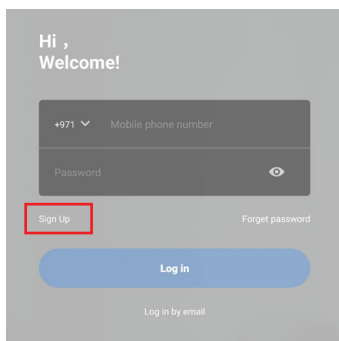 Hi ,
Welcome!
+971 Mobile phone number
Password
Sign Up Forget password
Log in
Log in by email